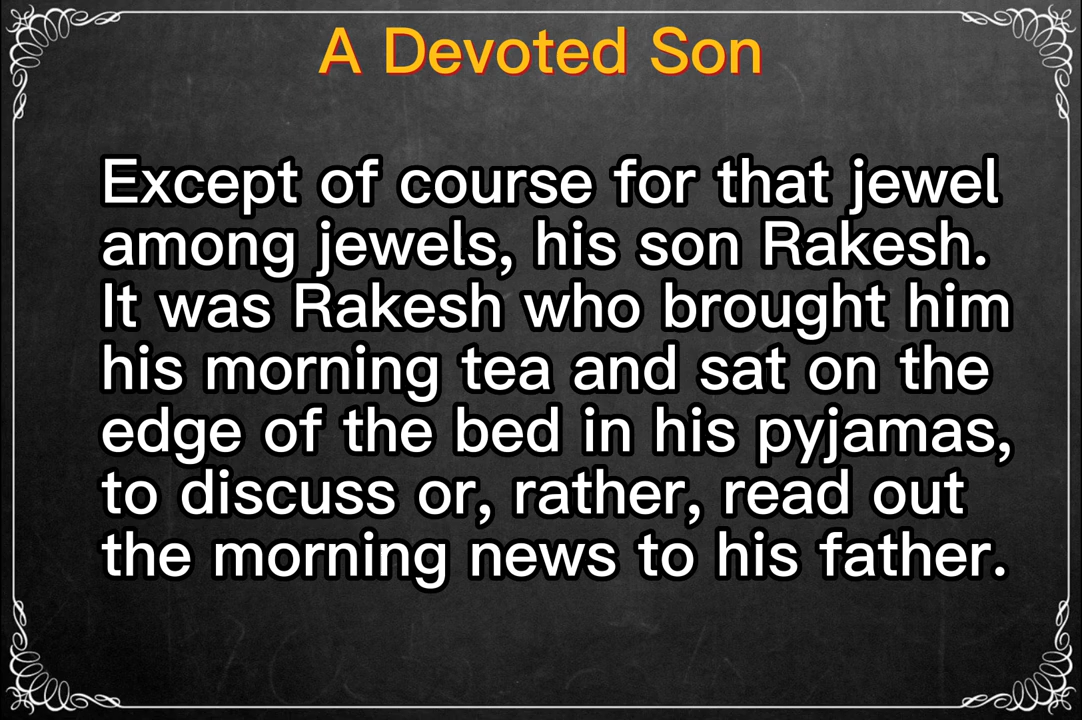 A Devoted Son
Except of course for that jewel
among jewels, his son Rakesh.
It was Rakesh who brought him
his morning tea and sat on the
edge of the bed in his pyjamas,
to discuss or, rather, read out
the morning news to his father.